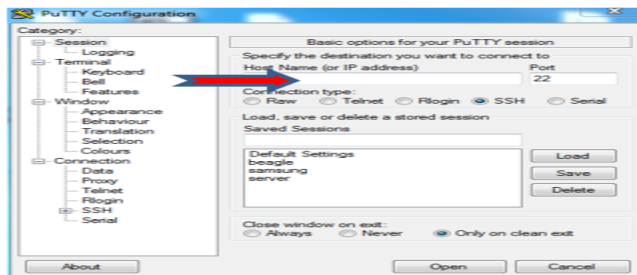 PuTTY Configuration
Category:
Session
Logging
Terminal
Keyboard
Bell
Features
Window
Appearance
Behaviour
Translation
Selection
Colours
Connection
Data
Proxy
Telnet
Rlogin
SSH
Serial
Basic options for your PuTTY session
Specify the destination you want to connect to
Host Name (or IP address) Port
22
Connection type:
Raw Telnet Rlogin SSH Serial
Load, save or delete a stored session
Saved Sessions
Default Settings
beagle
samsung
server
Load
Save
Delete
Close window on exit:
Always Never Only on clean exit
About Open Cancel